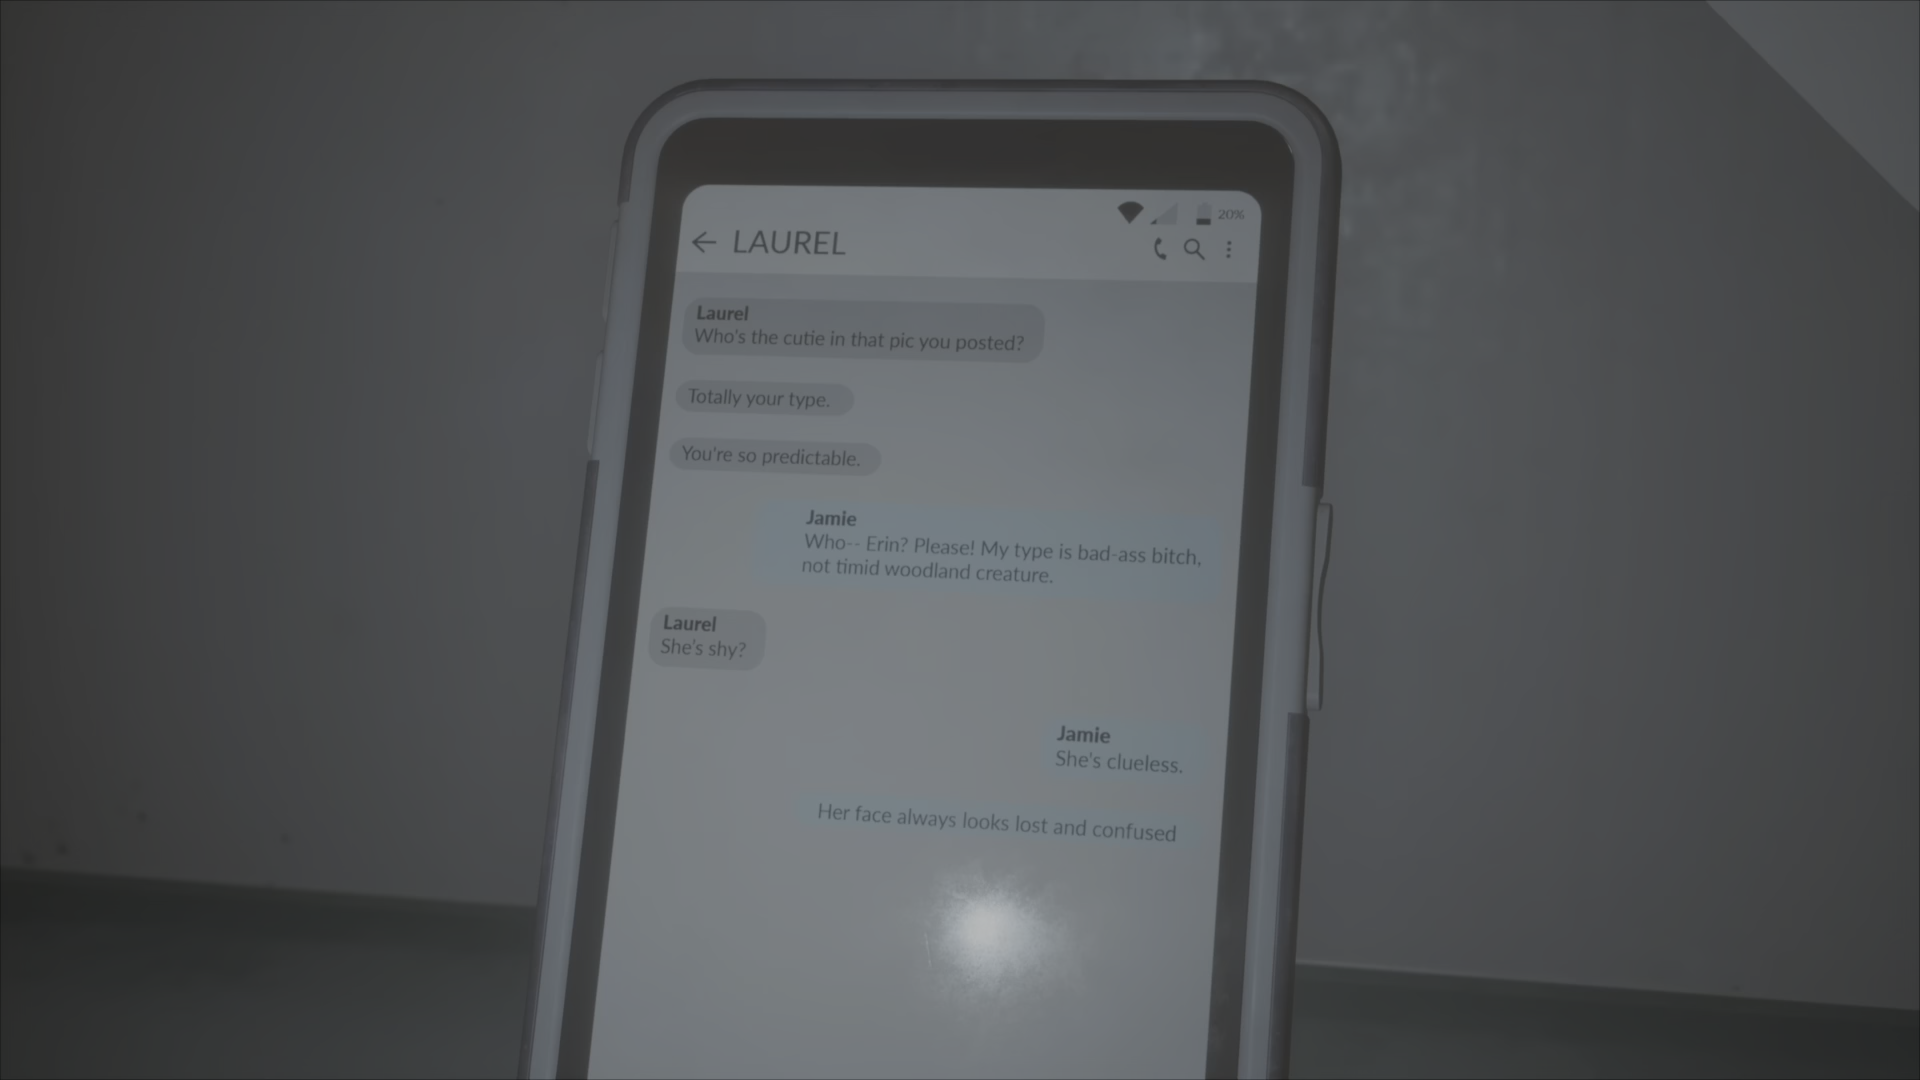 20%
LAUREL
Laurel
Who's the cutie in that pic you posted?
Totally your type.
You're so predictable.
Jamie
Who-- Erin? Please! My type is bad-ass bitch,
not timid woodland creature.
Laurel
She's shy?
Jamie
She's clueless.
Her face always looks lost and confused